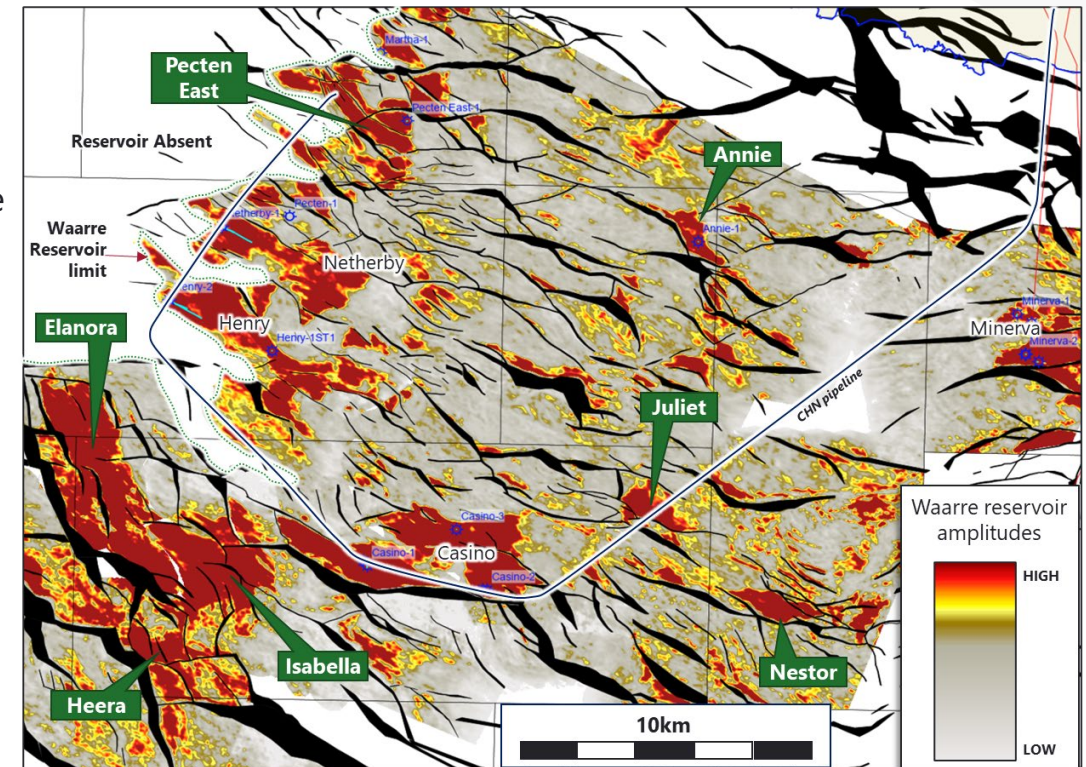 Martha-1
Pecten
East
Pecten East-1
Reservoir Absent
Annie
Annie-1
Pecten-1
etherby-1
Waarre
Reservoir
limit
Netherby
enry-2
Henry
Henry-1ST1
Elanora
Minerva-1
Minerva
Minerva-2
CHN pipeline
Juliet
Casino-3
Casino-1
Casino
Casino-2
Isabella
Heera
Nestor
10km
Waarre reservoir
amplitudes
HIGH
LOW
e